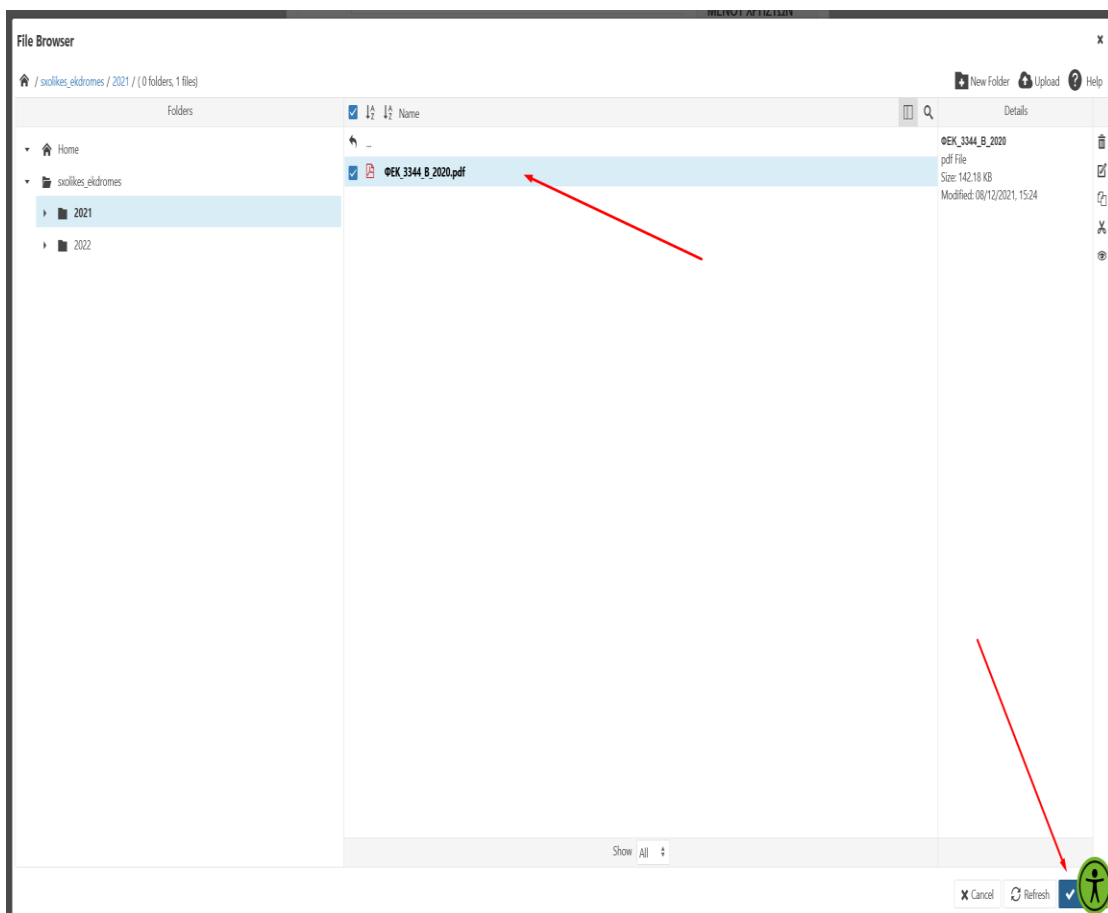 ΜΕΝΟΥ ΧΡΗΣΤΩΝ
File Browser
x
/ sxolikes_ekdromes / 2021 / ( 0 folders, 1 files)
New Folder Upload Help
Folders
Name
Details
Home
sxolikes_ekdromes
2021
2022
..
ΦΕΚ_3344_Β_2020.pdf
ΦΕΚ_3344_Β_2020
pdf File
Size: 142.18 KB
Modified: 08/12/2021, 15:24
Show All
Cancel Refresh